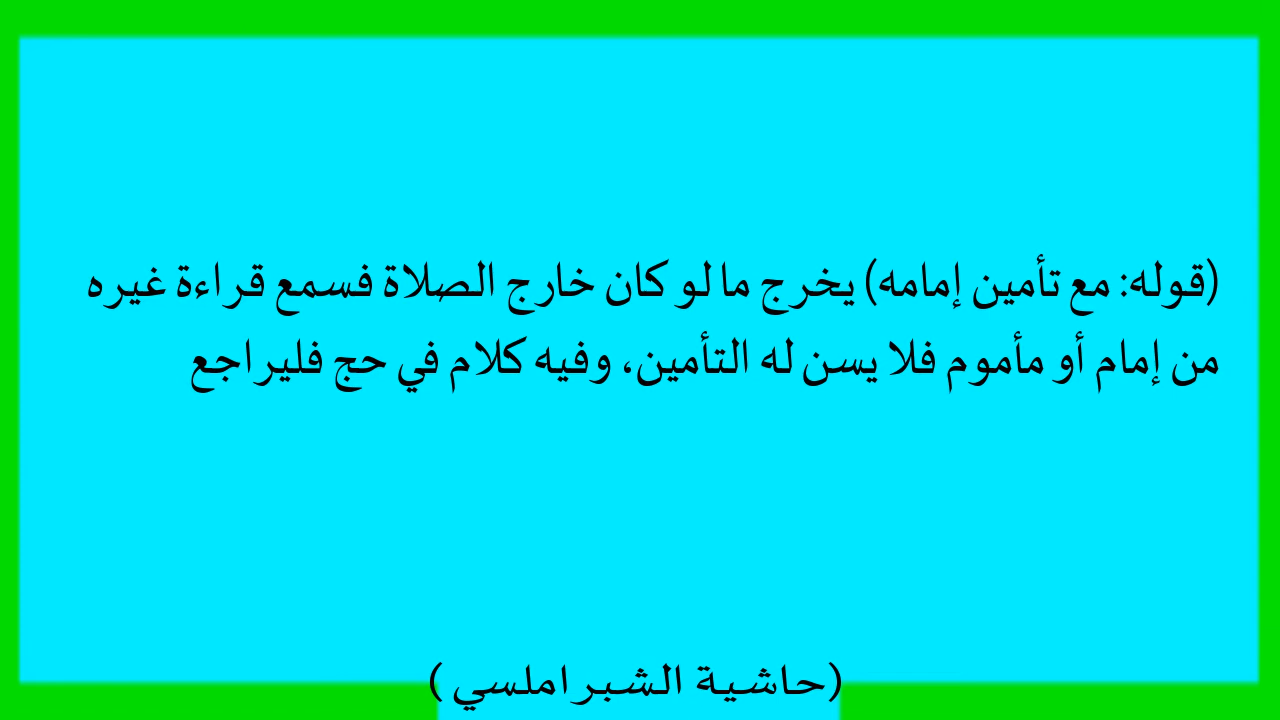 (قوله: مع تأمين إمامه) يخرج ما لو كان خارج الصلاة فسمع قراءة غيره
من إمام أو مأموم فلا يسن له التأمين، وفيه كلام في حج فليراجع
(حاشية الشبراملسي )